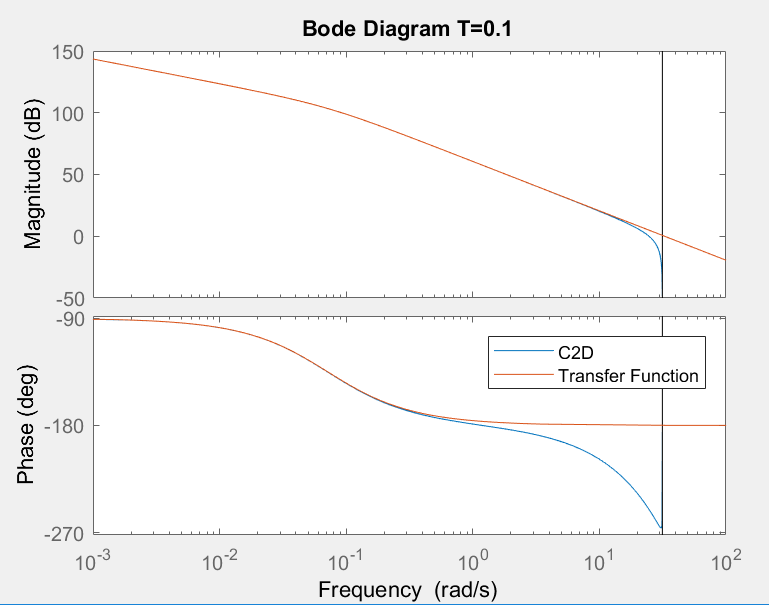 Bode Diagram T=0.1
150
100
50
0
-50
Magnitude (dB)
-90
-180
-270
Phase (deg)
C2D
Transfer Function
10^-3 10^-2 10^-1 10^0 10^1 10^2
Frequency (rad/s)